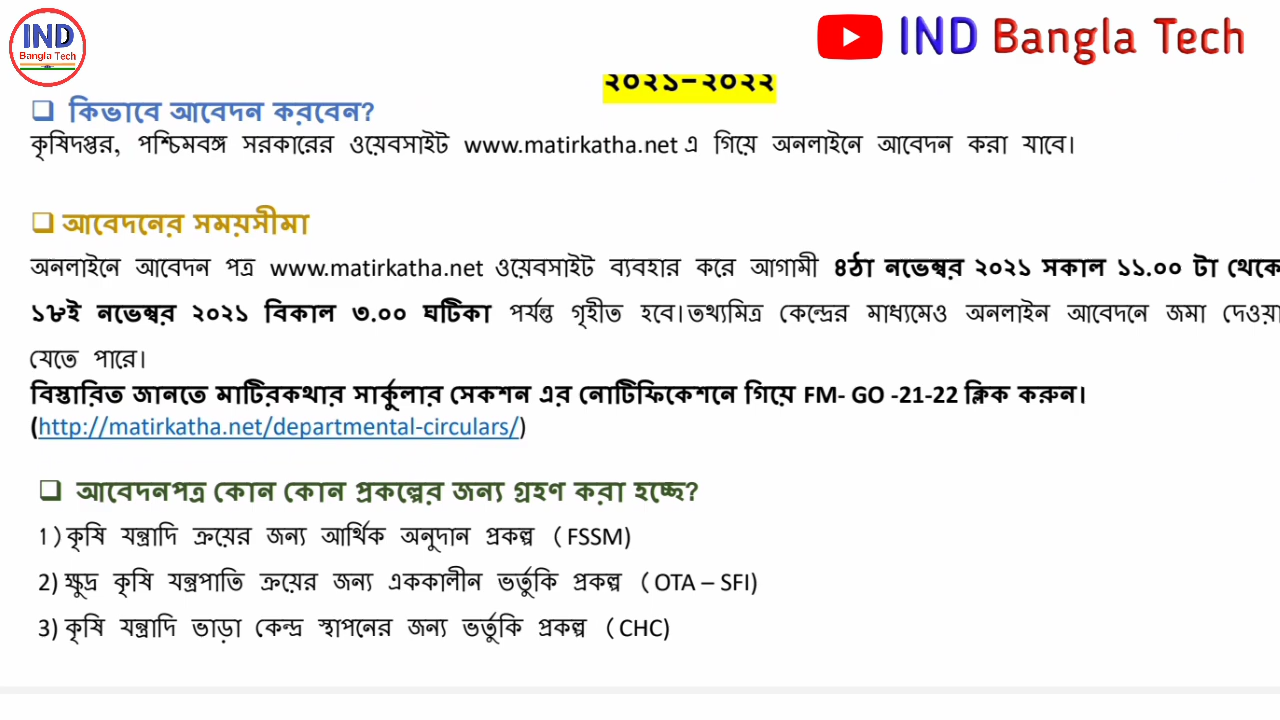 IND
Bangla Tech
IND Bangla Tech
২০২১-২০২২
কিভাবে আবেদন করবেন?
কৃষিদপ্তর, পশ্চিমবঙ্গ সরকারের ওয়েবসাইট www.matirkatha.net এ গিয়ে অনলাইনে আবেদন করা যাবে।
আবেদনের সময়সীমা
অনলাইনে আবেদন পত্র www.matirkatha.net ওয়েবসাইট ব্যবহার করে আগামী ৪ঠা নভেম্বর ২০২১ সকাল ১১.০০ টা থেকে
১৮ই নভেম্বর ২০২১ বিকাল ৩.০০ ঘটিকা পর্যন্ত গৃহীত হবে।তথ্যমিত্র কেন্দ্রের মাধ্যমেও অনলাইন আবেদনে জমা দেওয়া
যেতে পারে।
বিস্তারিত জানতে মাটিরকথার সার্কুলার সেকশন এর নোটিফিকেশনে গিয়ে FM- GO -21-22 ক্লিক করুন।
(http://matirkatha.net/departmental-circulars/)
আবেদনপত্র কোন কোন প্রকল্পের জন্য গ্রহণ করা হচ্ছে?
1) কৃষি যন্ত্রাদি ক্রয়ের জন্য আর্থিক অনুদান প্রকল্প (FSSM)
2) ক্ষুদ্র কৃষি যন্ত্রপাতি ক্রয়ের জন্য এককালীন ভর্তুকি প্রকল্প (OTA – SFI)
3) কৃষি যন্ত্রাদি ভাড়া কেন্দ্র স্থাপনের জন্য ভর্তুকি প্রকল্প (CHC)